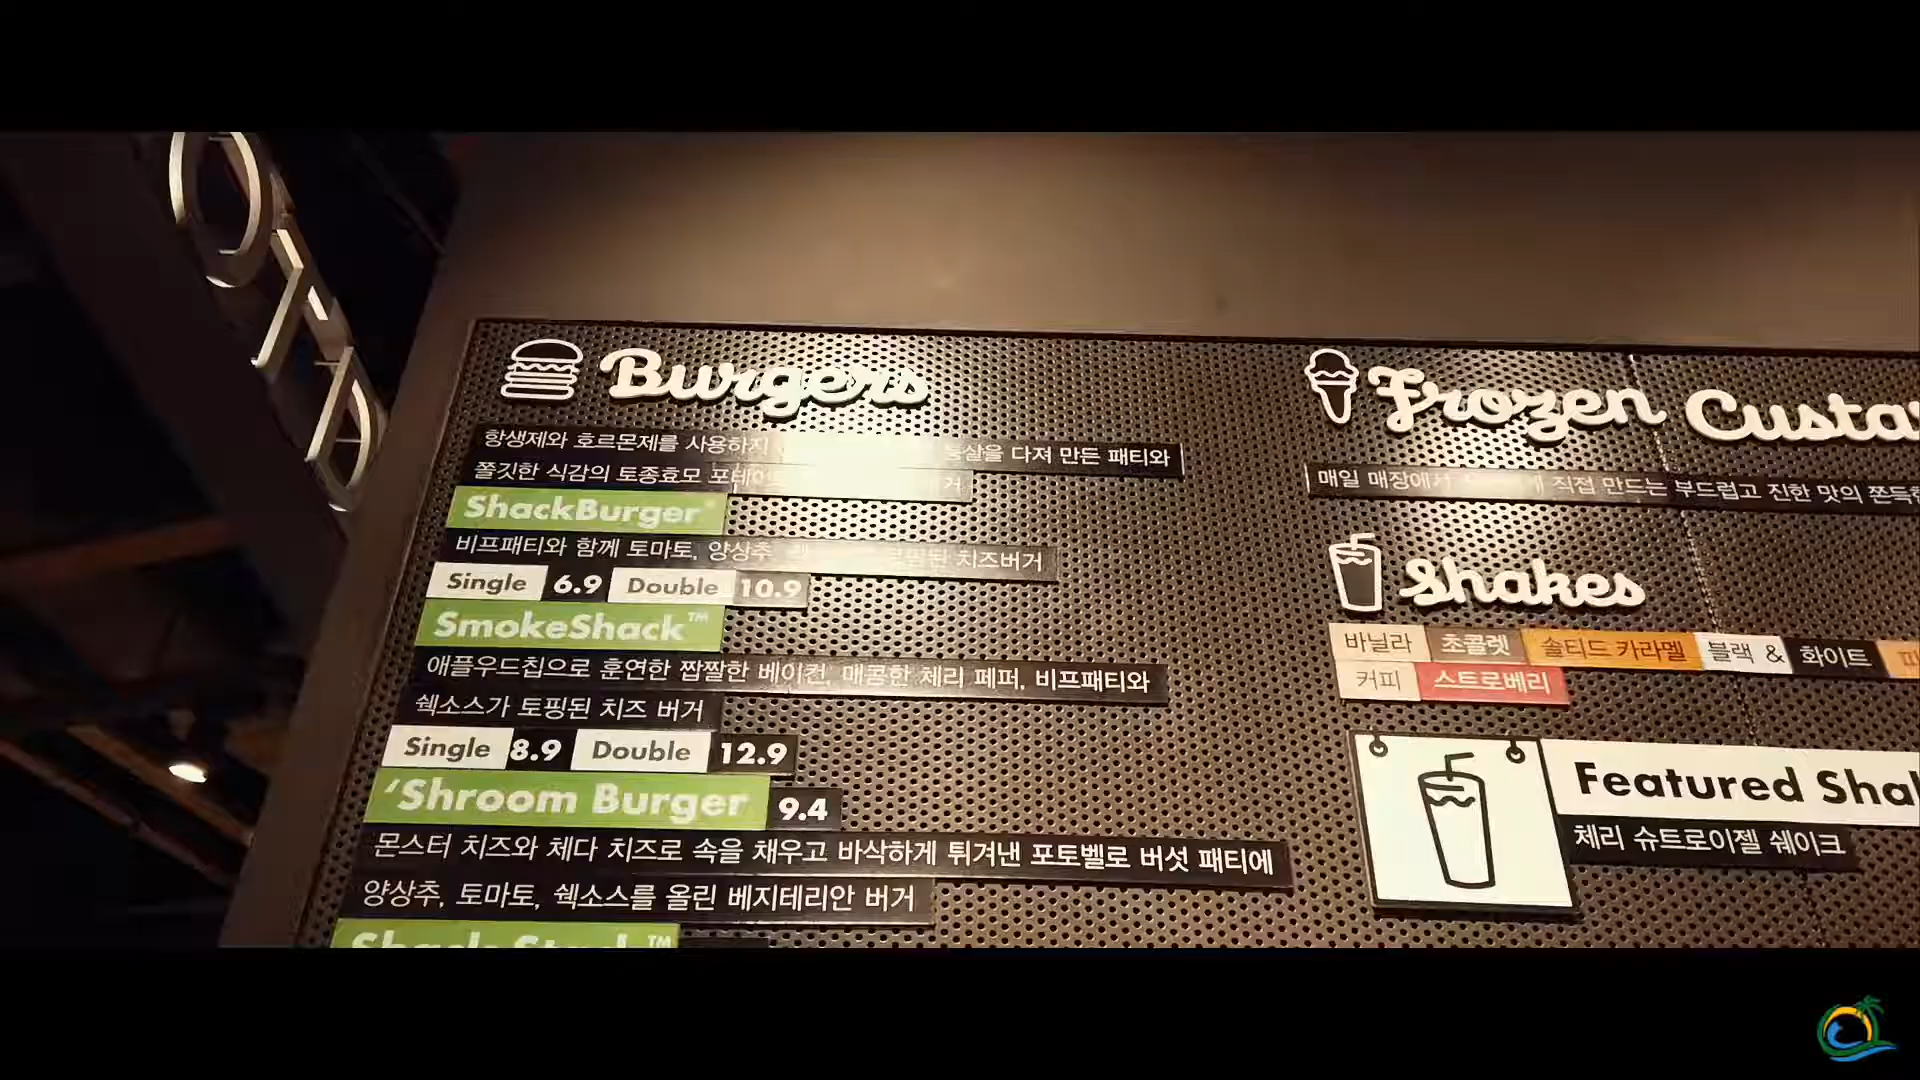 Burgers
항생제와 호르몬제를 사용하지 통살을 다져 만든 패티와
쫄깃한 식감의 토종효모
ShackBurger
비프패티와 함께 토마토, 양상추, 토핑된 치즈버거
Single 6.9 Double 10.9
SmokeShack™
애플우드칩으로 훈연한 짭짤한 베이컨, 매콤한 체리 페퍼, 비프패티와
쉑소스가 토핑된 치즈 버거
Single 8.9 Double 12.9
‘Shroom Burger 9.4
몬스터 치즈와 체다 치즈로 속을 채우고 바삭하게 튀겨낸 포토벨로 버섯 패티에
양상추, 토마토, 쉑소스를 올린 베지테리안 버거
Frozen
매일 매장에서 직접 만드는 부드럽고 진한 맛의
Shakes
바닐라 초콜렛 솔티드 카라멜 블랙 & 화이트
커피 스트로베리
Featured
체리 슈트로이젤 쉐이크